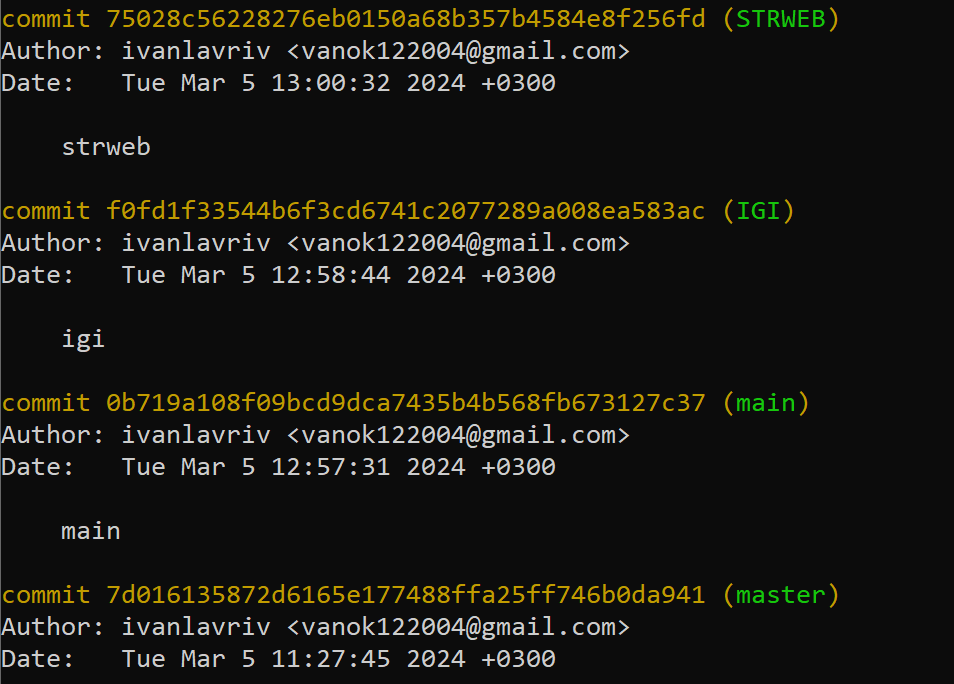 commit 75028c56228276eb0150a68b357b4584e8f256fd (STRWEB)
Author: ivanlavriv <vanok122004@gmail.com>
Date:   Tue Mar 5 13:00:32 2024 +0300
strweb
commit f0fd1f33544b6f3cd6741c2077289a008ea583ac (IGI)
Author: ivanlavriv <vanok122004@gmail.com>
Date:   Tue Mar 5 12:58:44 2024 +0300
igi
commit 0b719a108f09bcd9dca7435b4b568fb673127c37 (main)
Author: ivanlavriv <vanok122004@gmail.com>
Date:   Tue Mar 5 12:57:31 2024 +0300
main
commit 7d016135872d6165e177488ffa25ff746b0da941 (master)
Author: ivanlavriv <vanok122004@gmail.com>
Date:   Tue Mar 5 11:27:45 2024 +0300